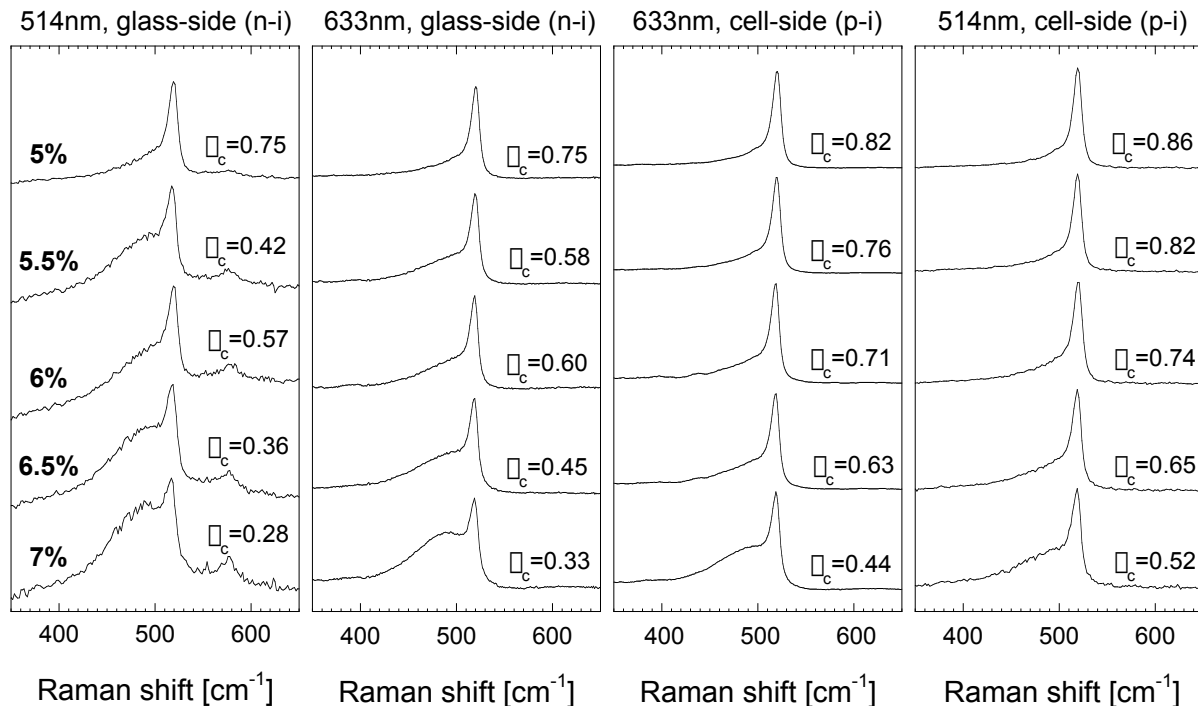 514nm, glass-side (n-i)
633nm, glass-side (n-i)
633nm, cell-side (p-i)
514nm, cell-side (p-i)
5%
5.5%
6%
6.5%
7%
▯c=0.75
▯c=0.42
▯c=0.57
▯c=0.36
▯c=0.28
▯c=0.75
▯c=0.58
▯c=0.60
▯c=0.45
▯c=0.33
▯c=0.82
▯c=0.76
▯c=0.71
▯c=0.63
▯c=0.44
▯c=0.86
▯c=0.82
▯c=0.74
▯c=0.65
▯c=0.52
400 500 600
400 500 600
400 500 600
400 500 600
Raman shift [cm⁻¹]
Raman shift [cm⁻¹]
Raman shift [cm⁻¹]
Raman shift [cm⁻¹]